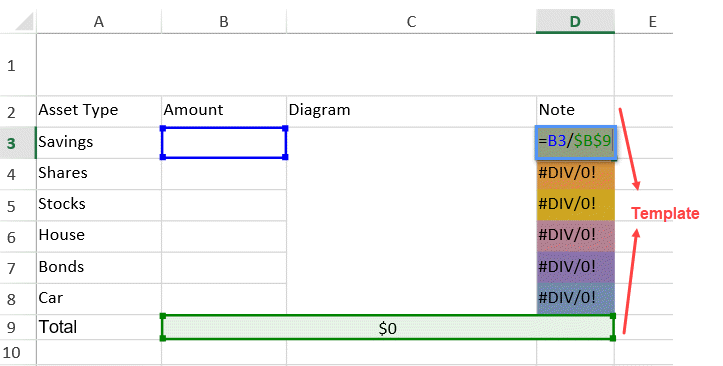 A B C D E
1
2 Asset Type Amount Diagram Note
3 Savings =B3/$B$9
4 Shares #DIV/0!
5 Stocks #DIV/0!
Template
6 House #DIV/0!
7 Bonds #DIV/0!
8 Car #DIV/0!
9 Total $0
10